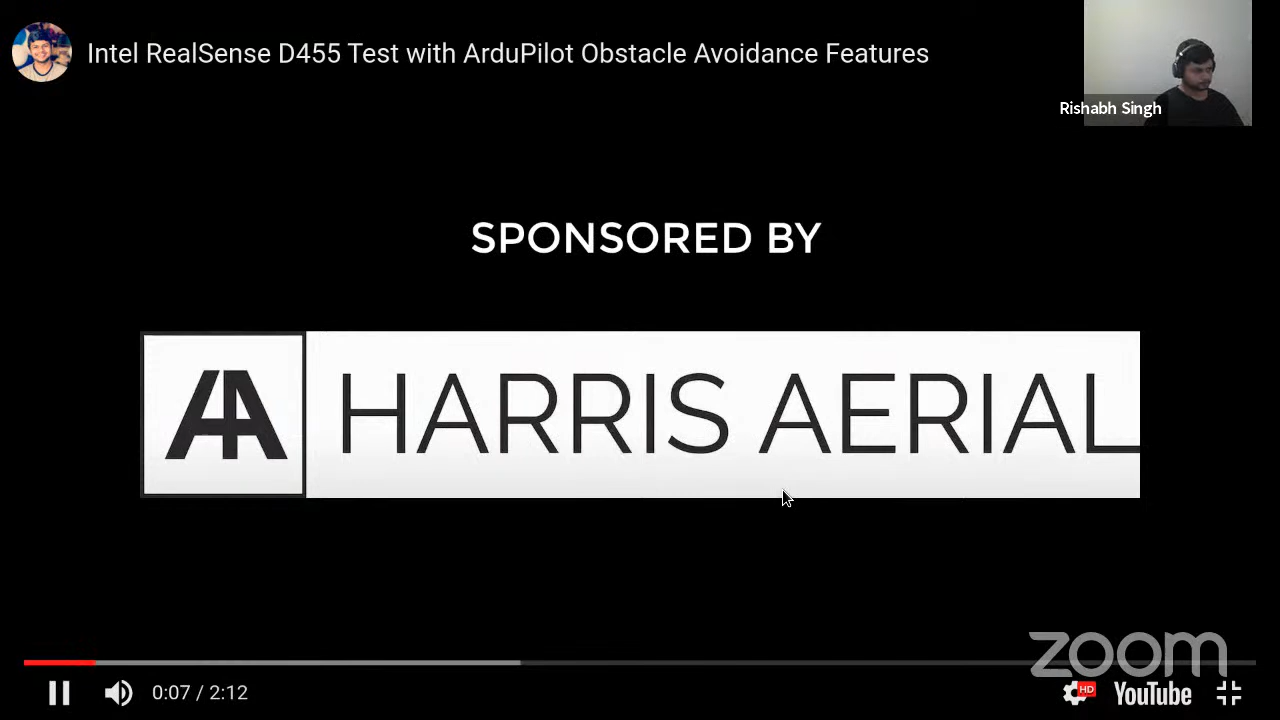 Intel RealSense D455 Test with ArduPilot Obstacle Avoidance Features
Rishabh Singh
SPONSORED BY
AA HARRIS AERIAL
zoom
0:07 / 2:12
HD
YouTube